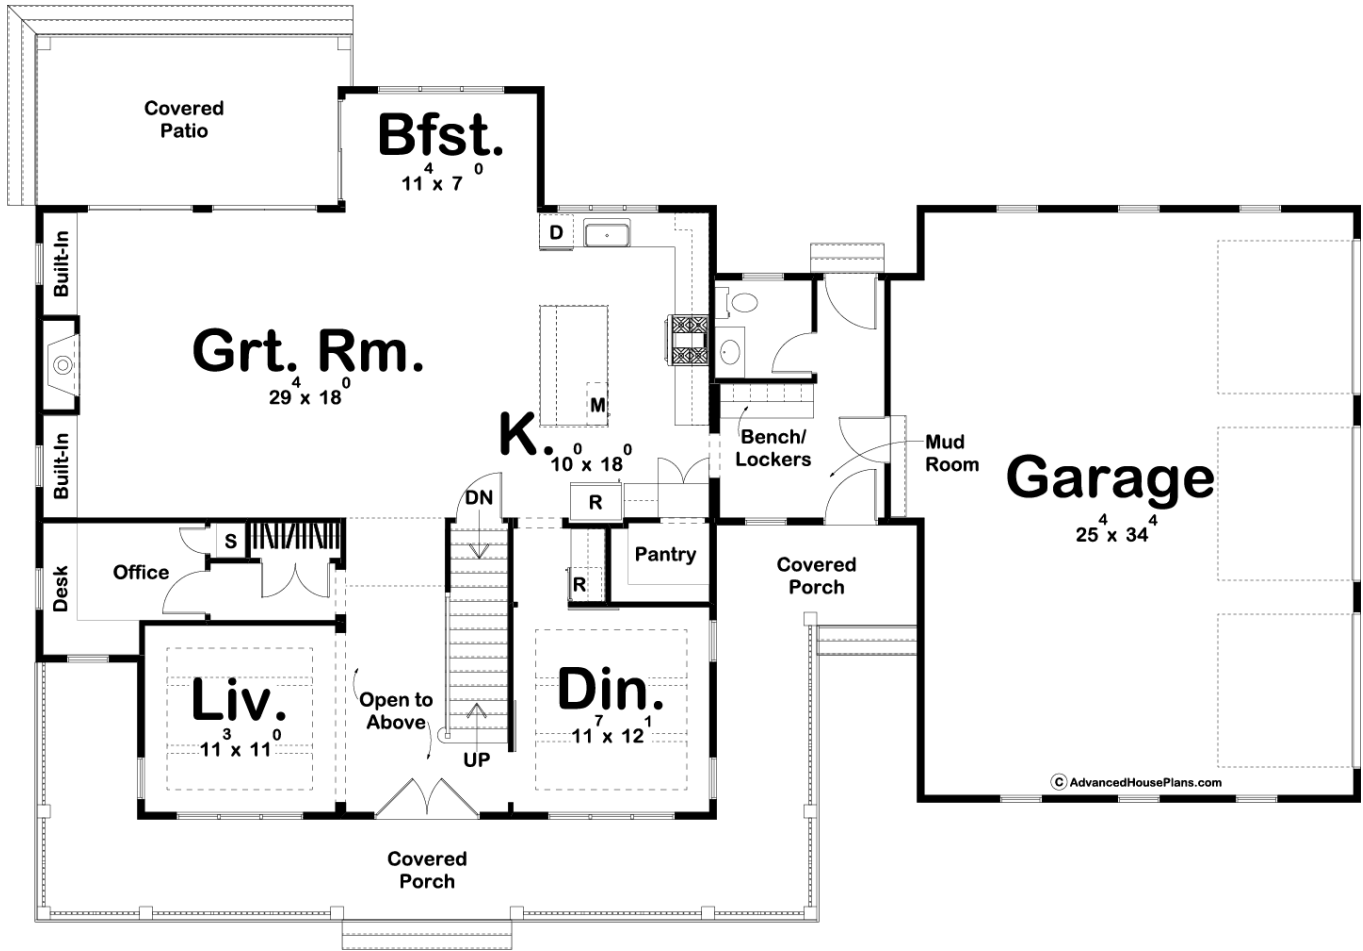 Covered
Patio
Bfst.
11⁴ x 7⁰
D
Built-In
Grt. Rm.
29⁴ x 18⁰
M
K.
10⁰ x 18⁰
Bench/
Lockers
Mud
Room
Garage
25⁴ x 34⁴
Built-In
DN
R
S
Office
Desk
R
Pantry
Covered
Porch
Liv.
11³ x 11⁰
Open to
Above
UP
Din.
11⁷ x 12¹
© AdvancedHousePlans.com
Covered
Porch